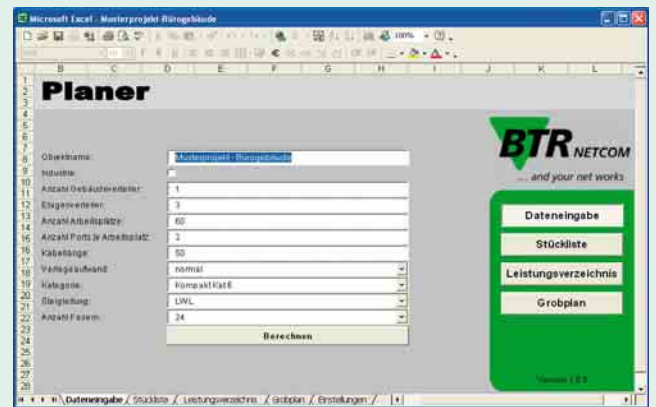 Microsoft Excel - Musterprojekt-Bürogebäude
100%
B C D E F G H I J K L
Planer
BTR NETCOM
... and your net works
Objektname: Musterprojekt - Bürogebäude
Industrie:
Anzahl Gebäudeverteiler: 1
Etagenverteiler: 3
Anzahl Arbeitsplätze: 60
Anzahl Ports je Arbeitsplatz: 2
Kabellänge: 50
Verlegeaufwand: normal
Kategorie: Kompakt Kat.6
Steigleitung: LWL
Anzahl Fasern: 24
Berechnen
Dateneingabe
Stückliste
Leistungsverzeichnis
Grobplan
Dateneingabe / Stückliste / Leistungsverzeichnis / Grobplan / Einstellungen /